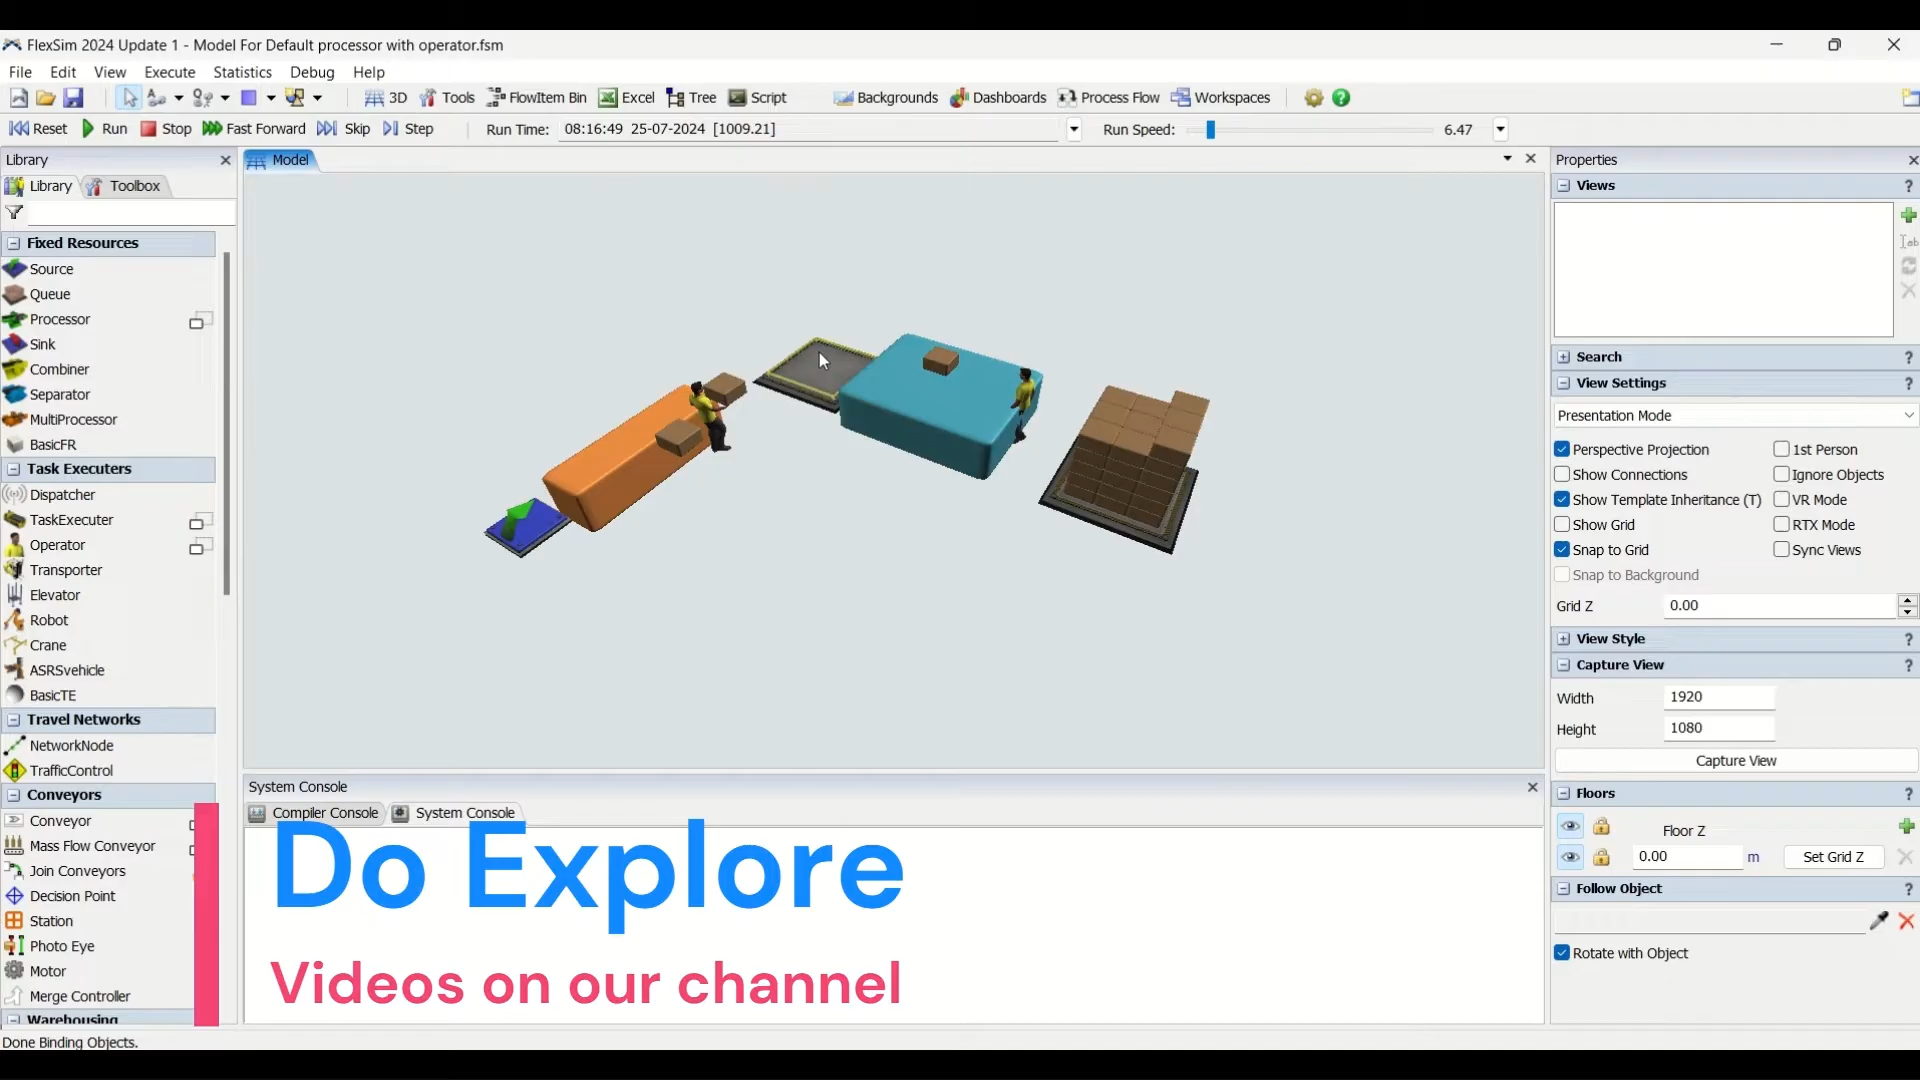 FlexSim 2024 Update 1 - Model For Default processor with operator.fsm
File Edit View Execute Statistics Debug Help
3D Tools FlowItem Bin Excel Tree Script Backgrounds Dashboards Process Flow Workspaces
Reset Run Stop Fast Forward Skip Step Run Time: 08:16:49 25-07-2024 [1009.21] Run Speed: 6.47
Library
Library Toolbox
Fixed Resources
Source
Queue
Processor
Sink
Combiner
Separator
MultiProcessor
BasicFR
Task Executers
Dispatcher
TaskExecuter
Operator
Transporter
Elevator
Robot
Crane
ASRSvehicle
BasicTE
Travel Networks
NetworkNode
TrafficControl
Conveyors
Conveyor
Mass Flow Conveyor
Join Conveyors
Decision Point
Station
Photo Eye
Motor
Merge Controller
Warehousing
Done Binding Objects.
Model
System Console
Compiler Console System Console
Do Explore
Videos on our channel
Properties
Views ?
Search ?
View Settings ?
Presentation Mode
Perspective Projection 1st Person
Show Connections Ignore Objects
Show Template Inheritance (T) VR Mode
Show Grid RTX Mode
Snap to Grid Sync Views
Snap to Background
Grid Z 0.00
View Style ?
Capture View ?
Width 1920
Height 1080
Capture View
Floors ?
Floor Z
0.00 m Set Grid Z
Follow Object ?
Rotate with Object